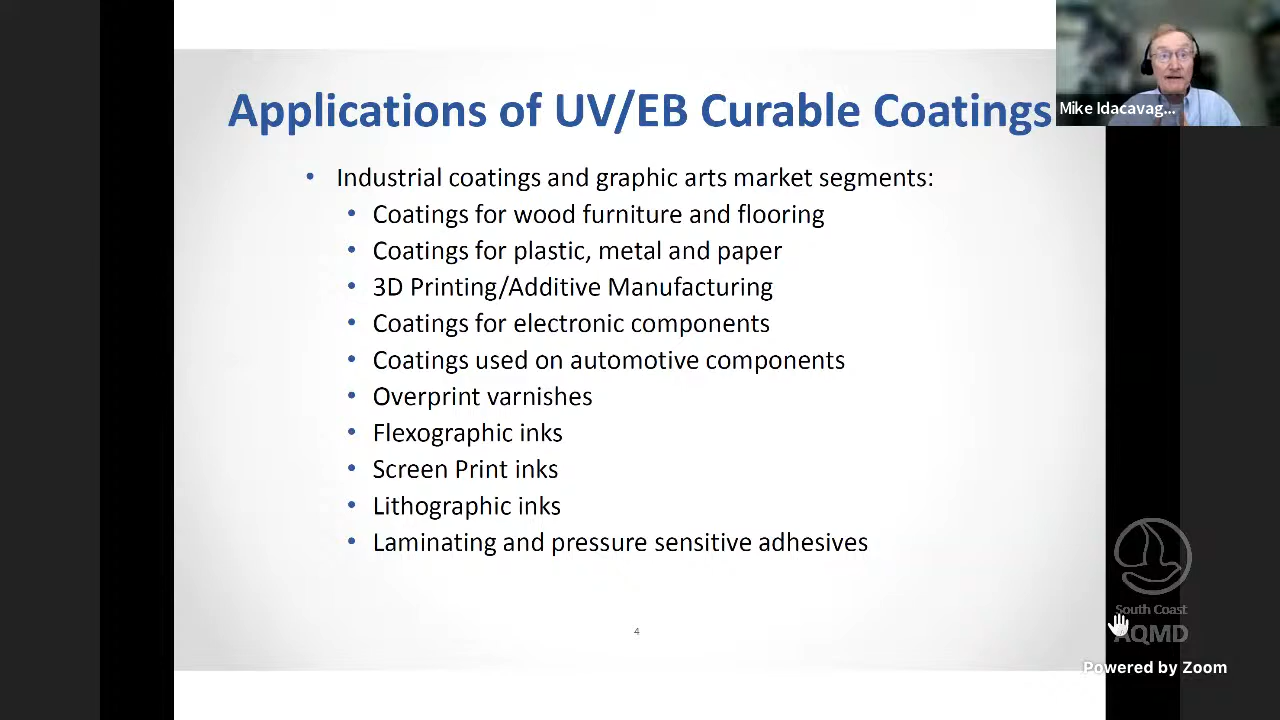 Applications of UV/EB Curable Coatings
Mike Idacavag...
• Industrial coatings and graphic arts market segments:
• Coatings for wood furniture and flooring
• Coatings for plastic, metal and paper
• 3D Printing/Additive Manufacturing
• Coatings for electronic components
• Coatings used on automotive components
• Overprint varnishes
• Flexographic inks
• Screen Print inks
• Lithographic inks
• Laminating and pressure sensitive adhesives
South Coast
AQMD
4
Powered by Zoom